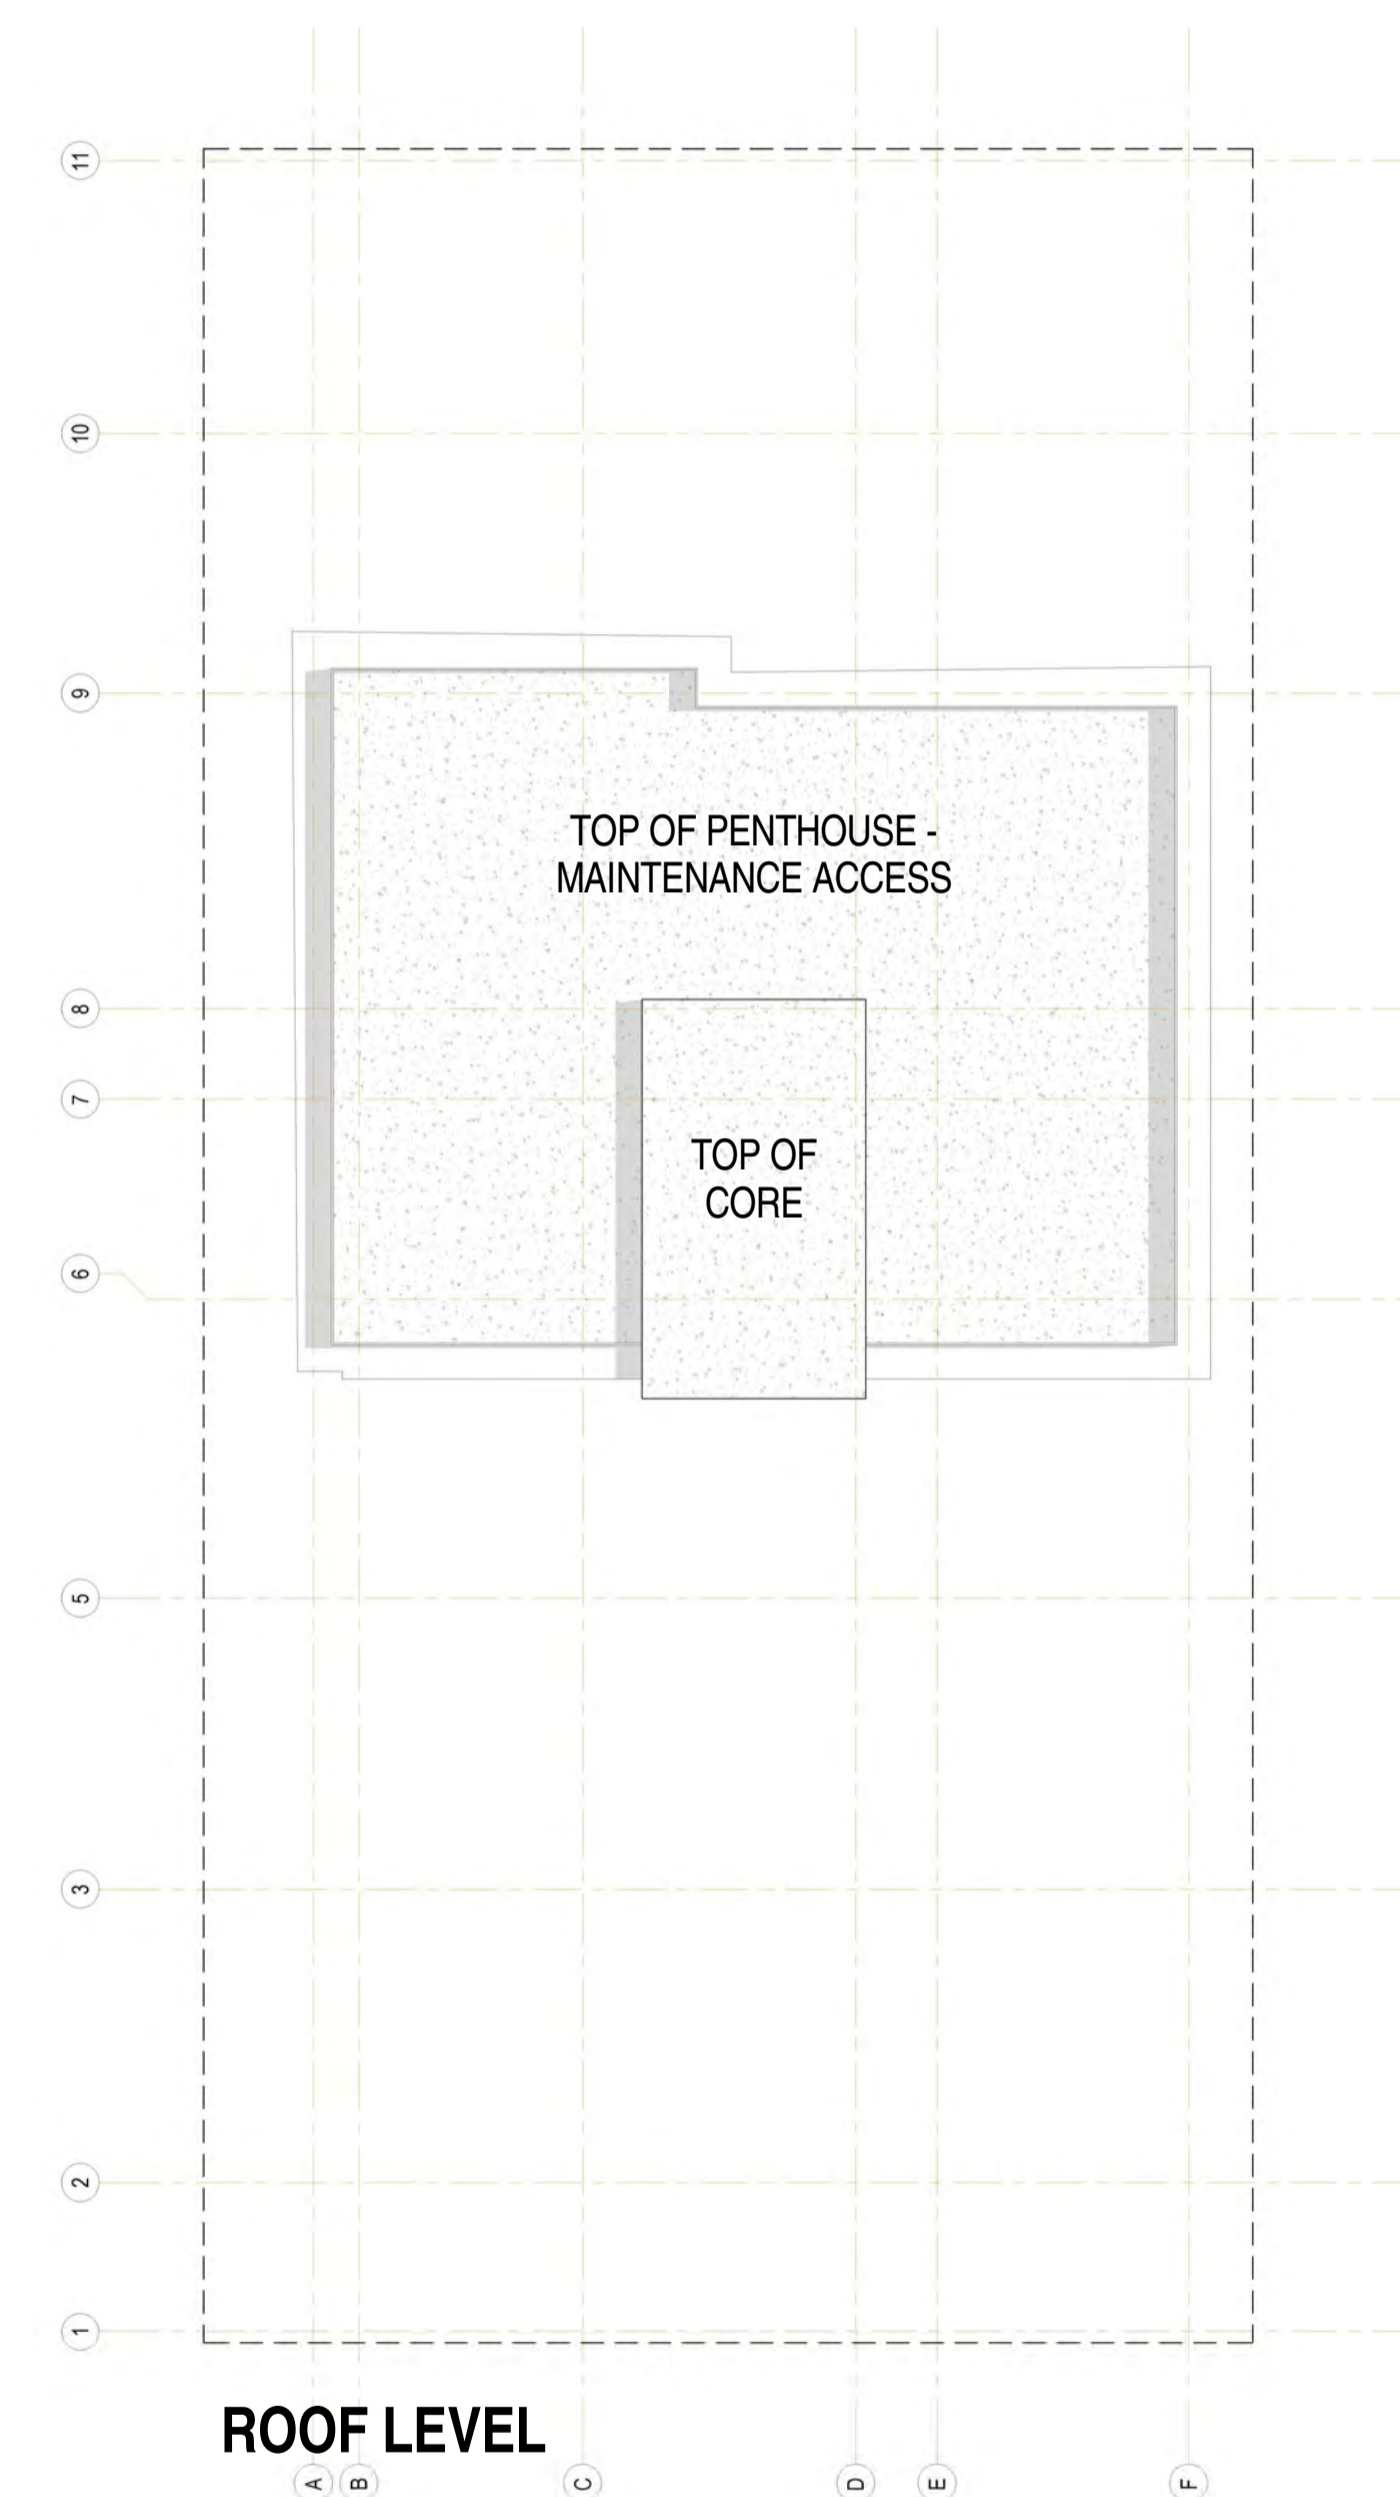 11
10
9
TOP OF PENTHOUSE -
MAINTENANCE ACCESS
8
7
TOP OF
CORE
6
5
3
2
1
ROOF LEVEL
A B C D E F